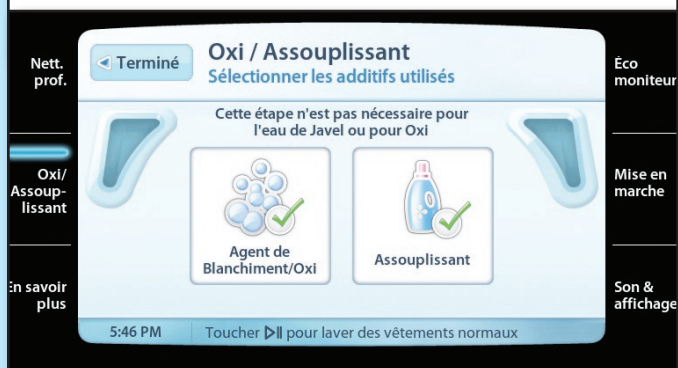 Nett.
prof.
Oxi/
Assoup-
lissant
En savoir
plus
Terminé
Oxi / Assouplissant
Sélectionner les additifs utilisés
Cette étape n'est pas nécessaire pour
l'eau de Javel ou pour Oxi
Agent de
Blanchiment/Oxi
Assouplissant
5:46 PM
Toucher ▷II pour laver des vêtements normaux
Éco
moniteur
Mise en
marche
Son &
affichage